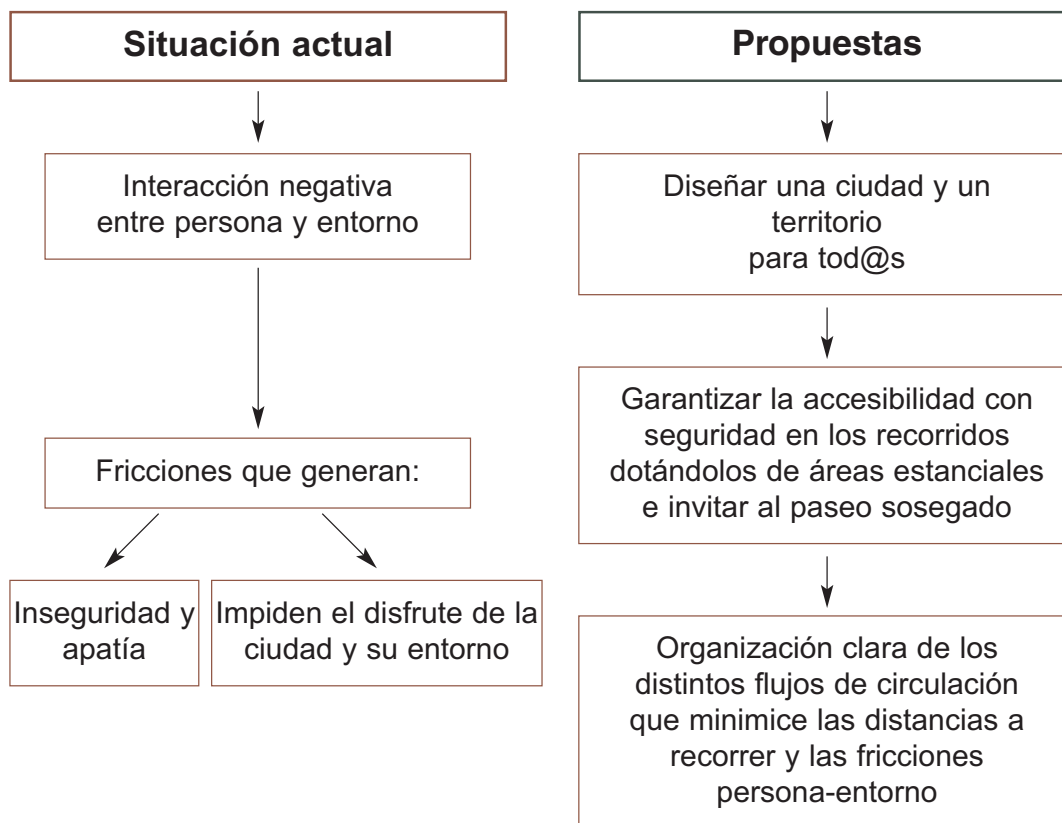 Situación actual
Interacción negativa
entre persona y entorno
Fricciones que generan:
Inseguridad y
apatía
Impiden el disfrute de la
ciudad y su entorno
Propuestas
Diseñar una ciudad y un
territorio
para tod@s
Garantizar la accesibilidad con
seguridad en los recorridos
dotándolos de áreas estanciales
e invitar al paseo sosegado
Organización clara de los
distintos flujos de circulación
que minimice las distancias a
recorrer y las fricciones
persona-entorno